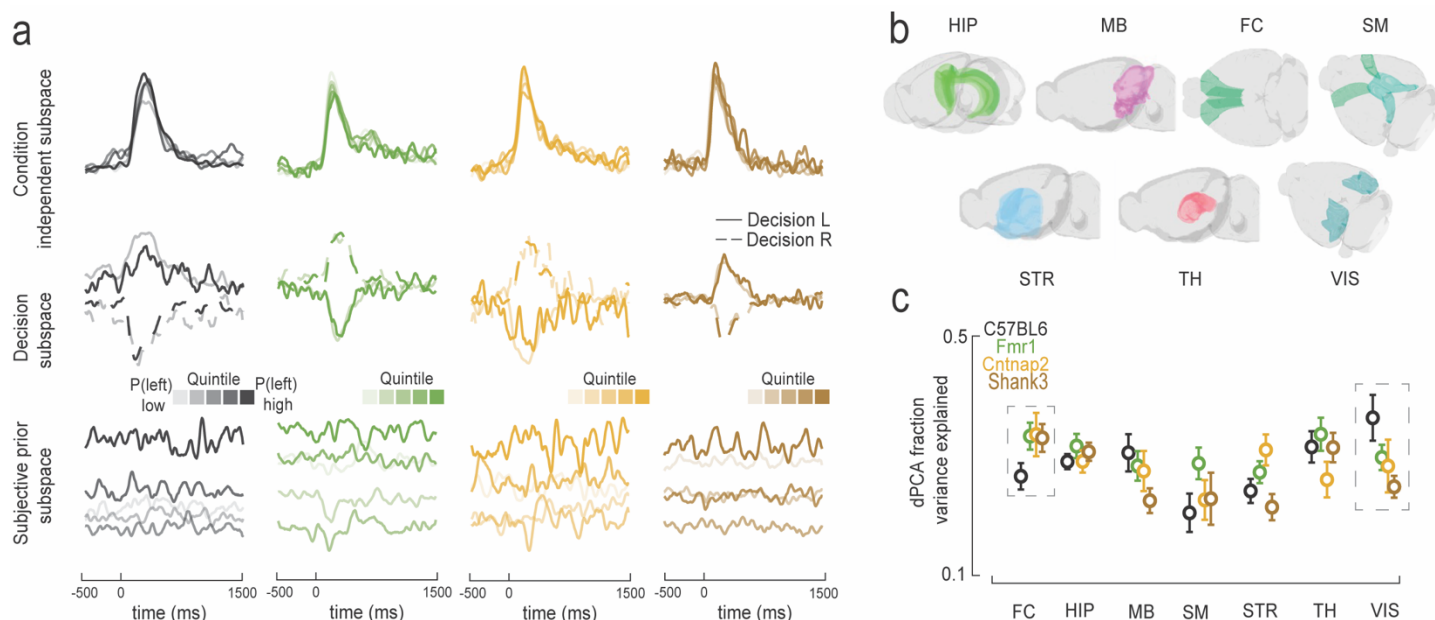 a
Condition
independent subspace
Decision L
Decision R
Decision
subspace
P(left)
low
Quintile
P(left)
high
Quintile
Quintile
Quintile
Subjective prior
subspace
-500 0 1500
time (ms)
-500 0 1500
time (ms)
-500 0 1500
time (ms)
-500 0 1500
time (ms)
b
HIP MB FC SM
STR TH VIS
c
dPCA fraction
variance explained
0.5
0.1
C57BL6
Fmr1
Cntnap2
Shank3
FC HIP MB SM STR TH VIS